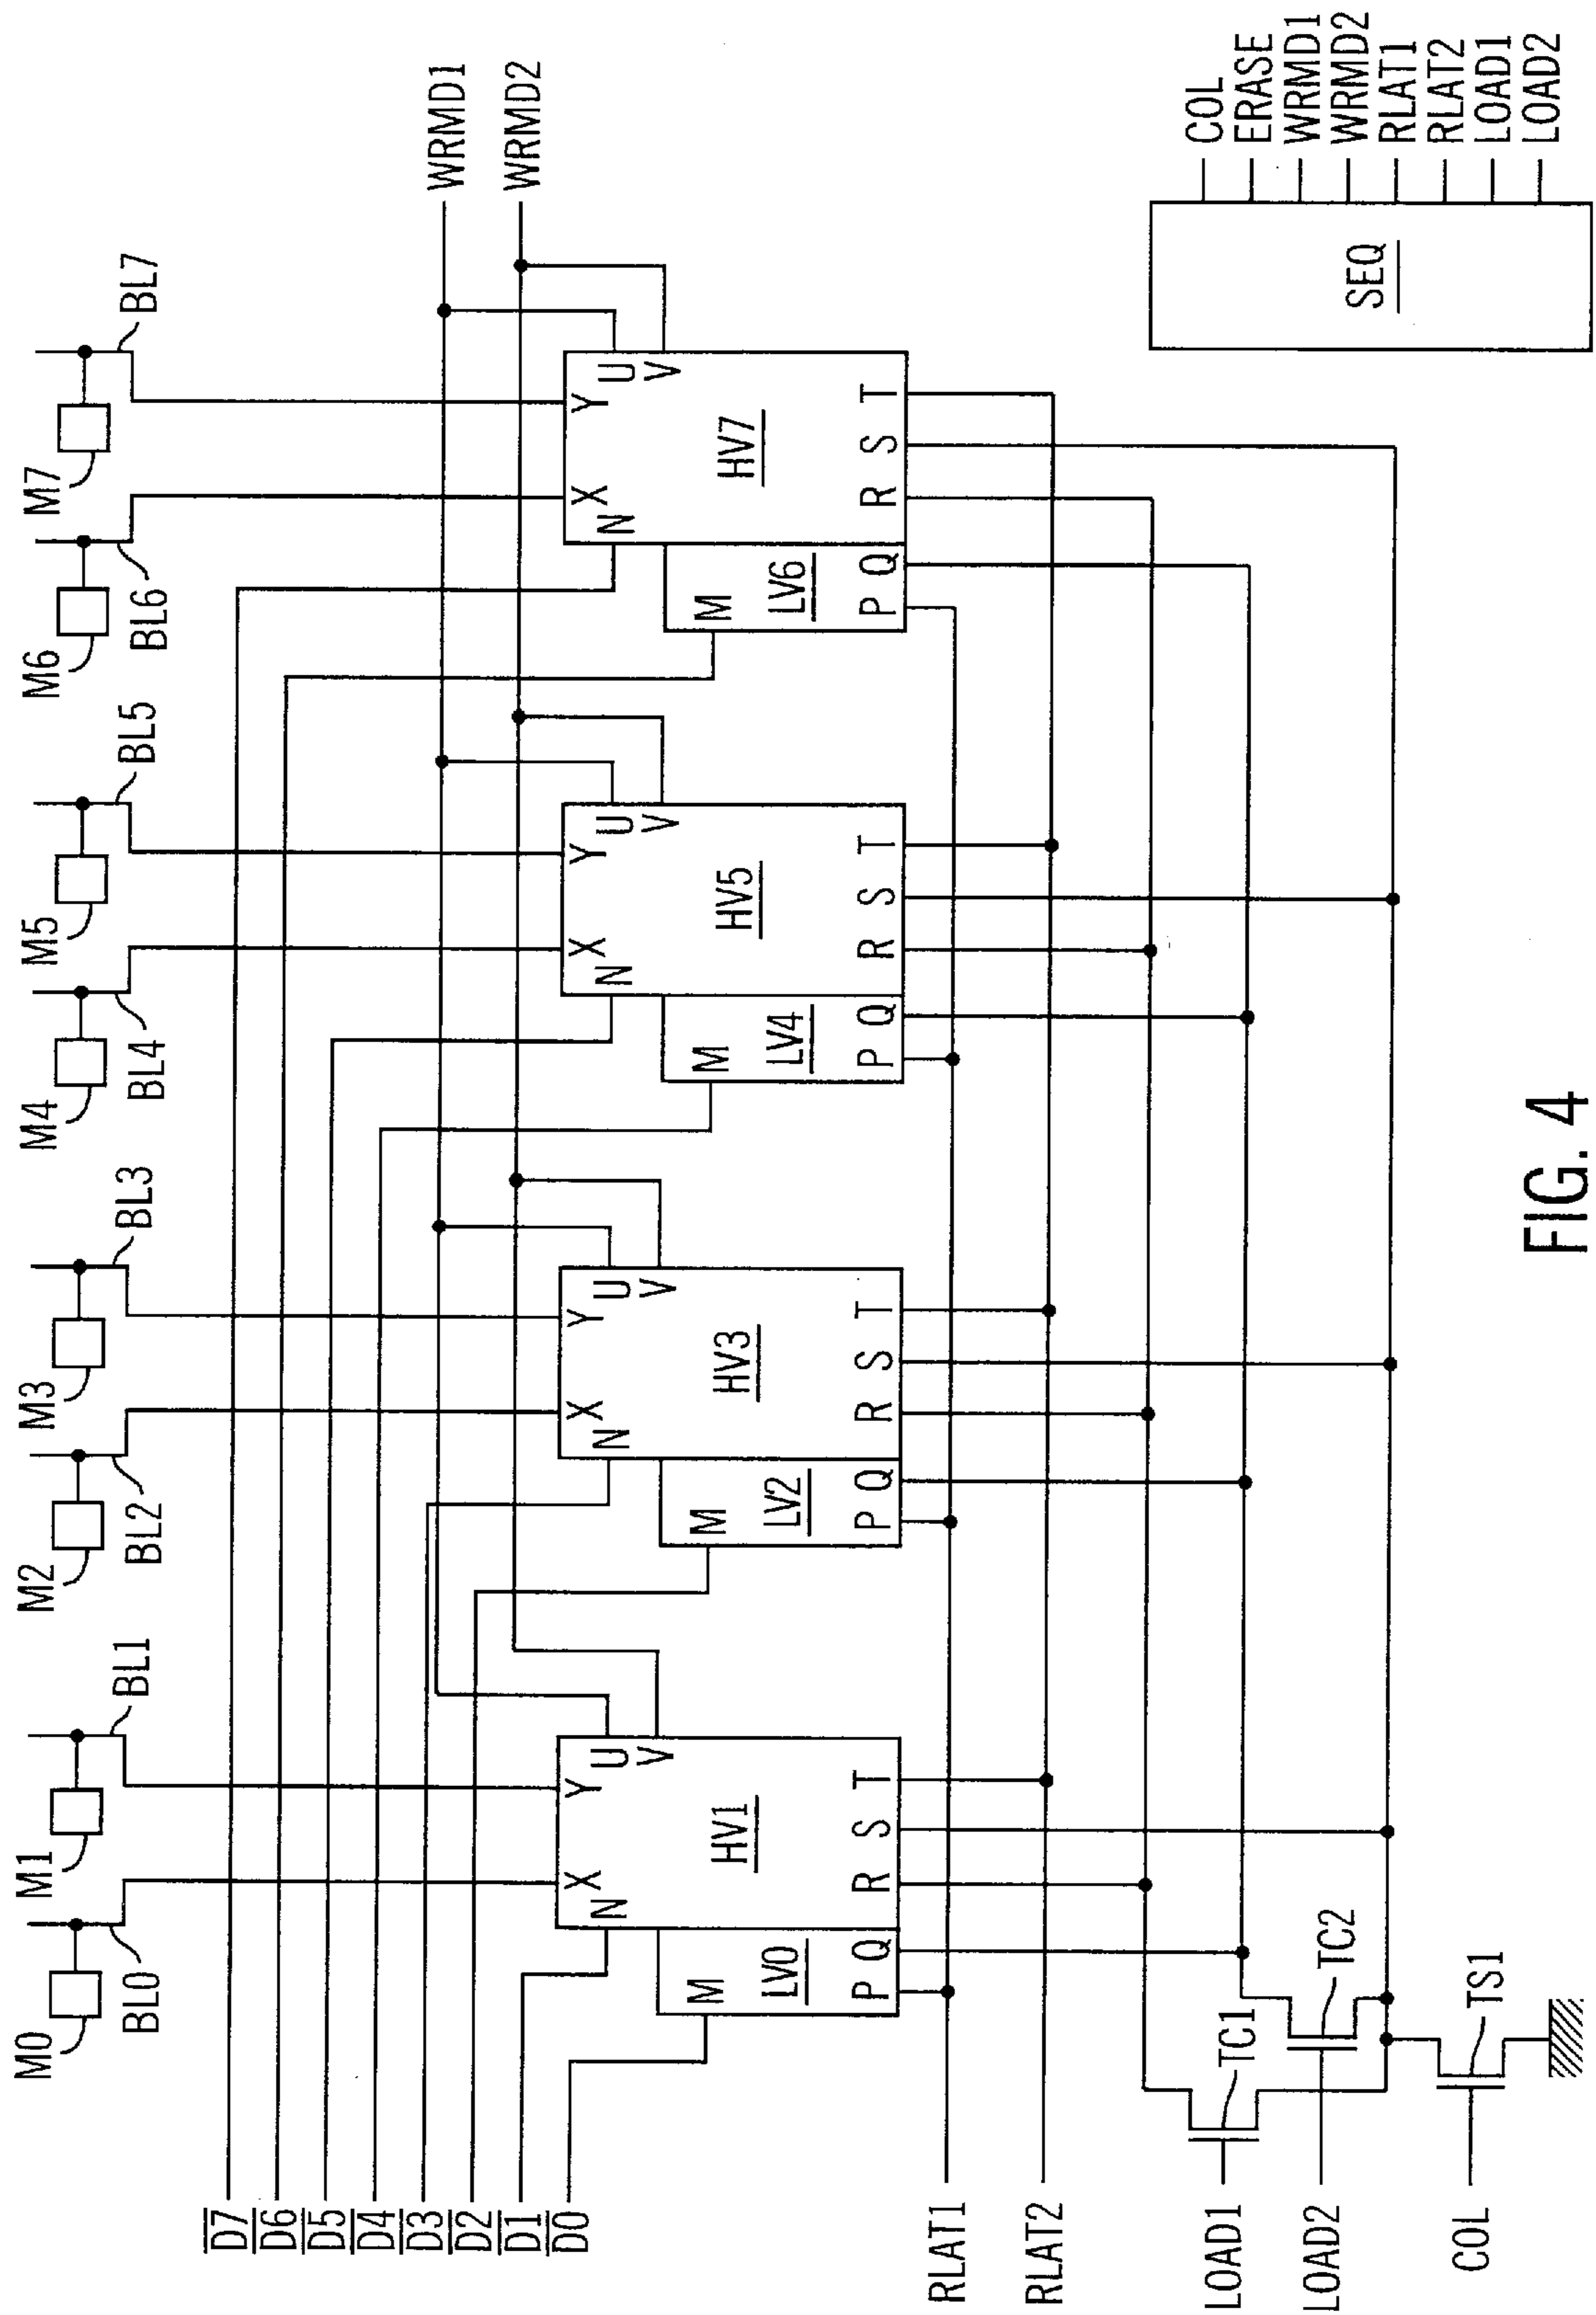 M0 M1 M2 M3 M4 M5 M6 M7
BL0 BL1 BL2 BL3 BL4 BL5 BL6 BL7
D7
D6
D5
D4
D3
D2
D1
D0
WRMD1
WRMD2
X Y X Y X Y X Y
N U N U N U N U
V V V V
M M M M
LV0 HV1 LV2 HV3 LV4 HV5 LV6 HV7
P Q R S T P Q R S T P Q R S T P Q R S T
RLAT1
RLAT2
LOAD1
TC1
LOAD2
TC2
COL
TS1
SEQ
COL
ERASE
WRMD1
WRMD2
RLAT1
RLAT2
LOAD1
LOAD2
FIG. 4